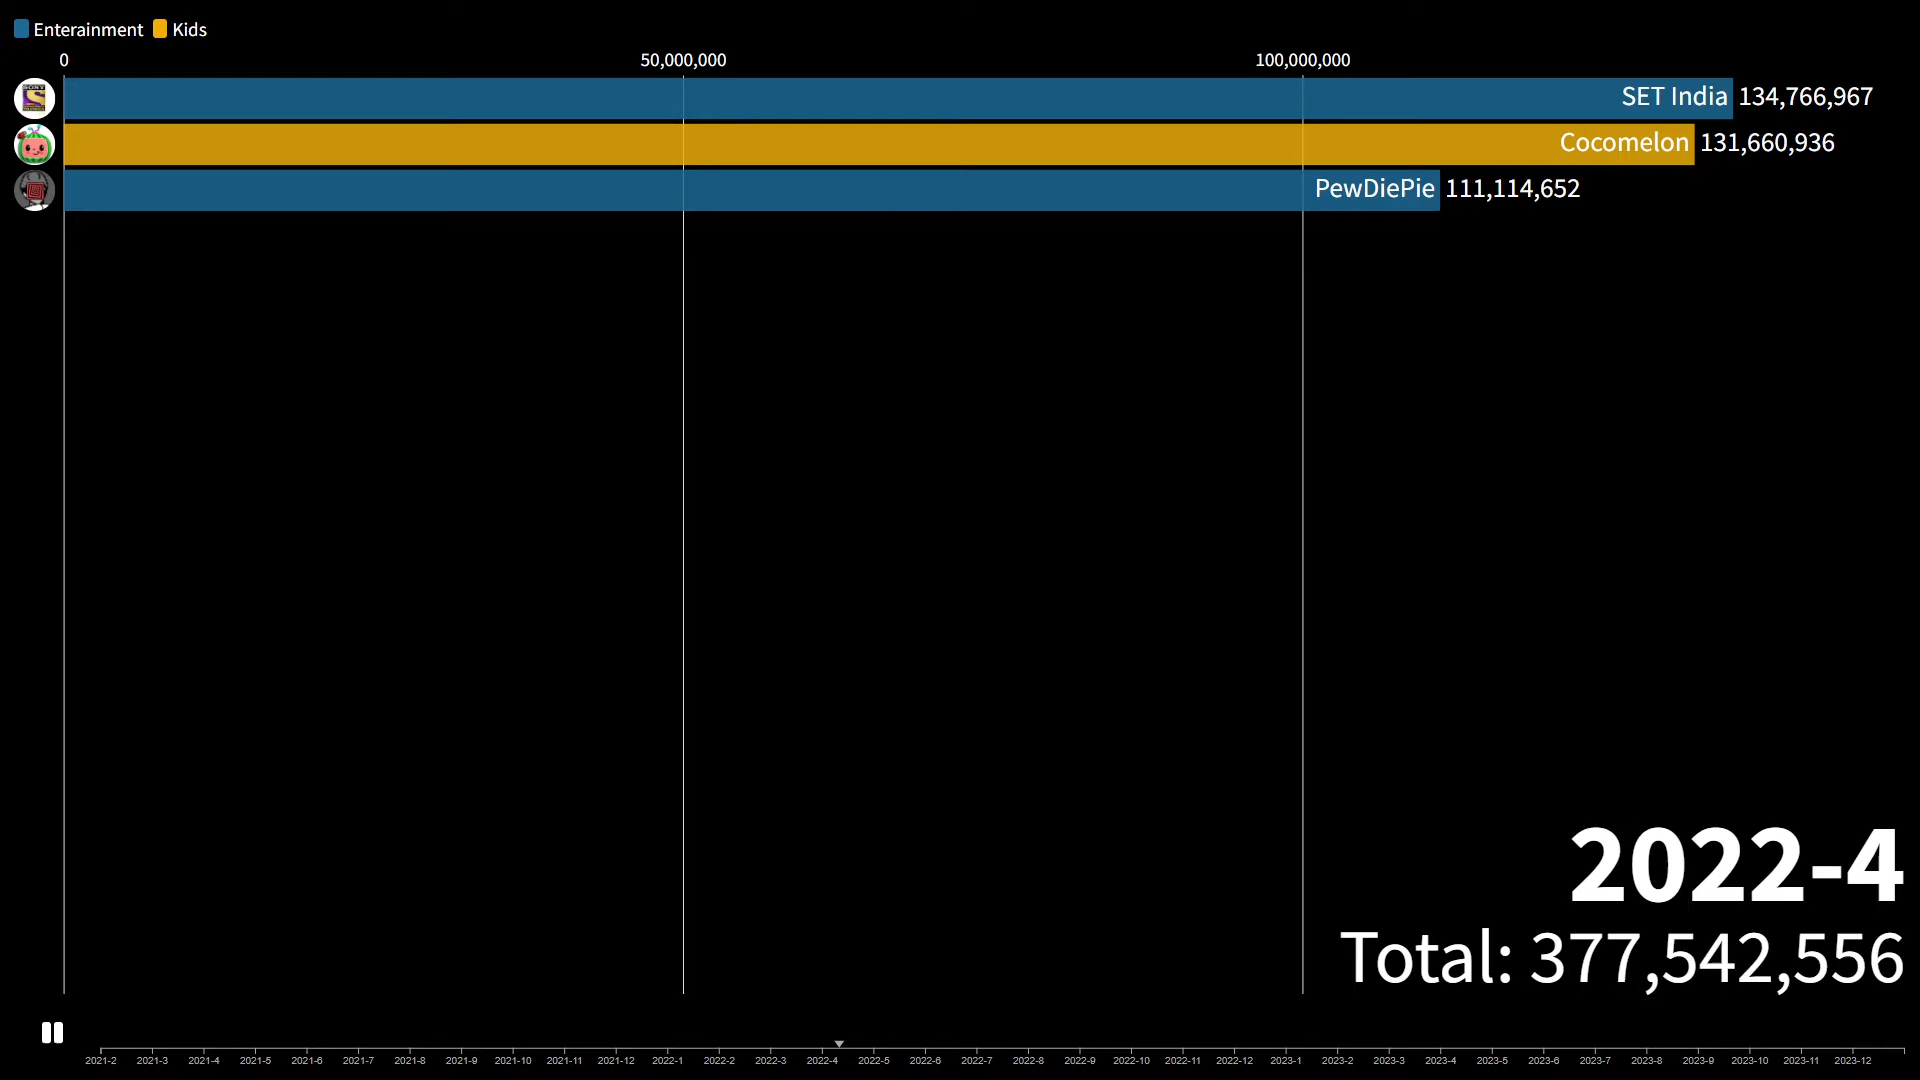 Enterainment Kids
0 50,000,000 100,000,000
SONY
SET India 134,766,967
Cocomelon 131,660,936
PewDiePie 111,114,652
2022-4
Total: 377,542,556
2021-2 2021-3 2021-4 2021-5 2021-6 2021-7 2021-8 2021-9 2021-10 2021-11 2021-12 2022-1 2022-2 2022-3 2022-4 2022-5 2022-6 2022-7 2022-8 2022-9 2022-10 2022-11 2022-12 2023-1 2023-2 2023-3 2023-4 2023-5 2023-6 2023-7 2023-8 2023-9 2023-10 2023-11 2023-12